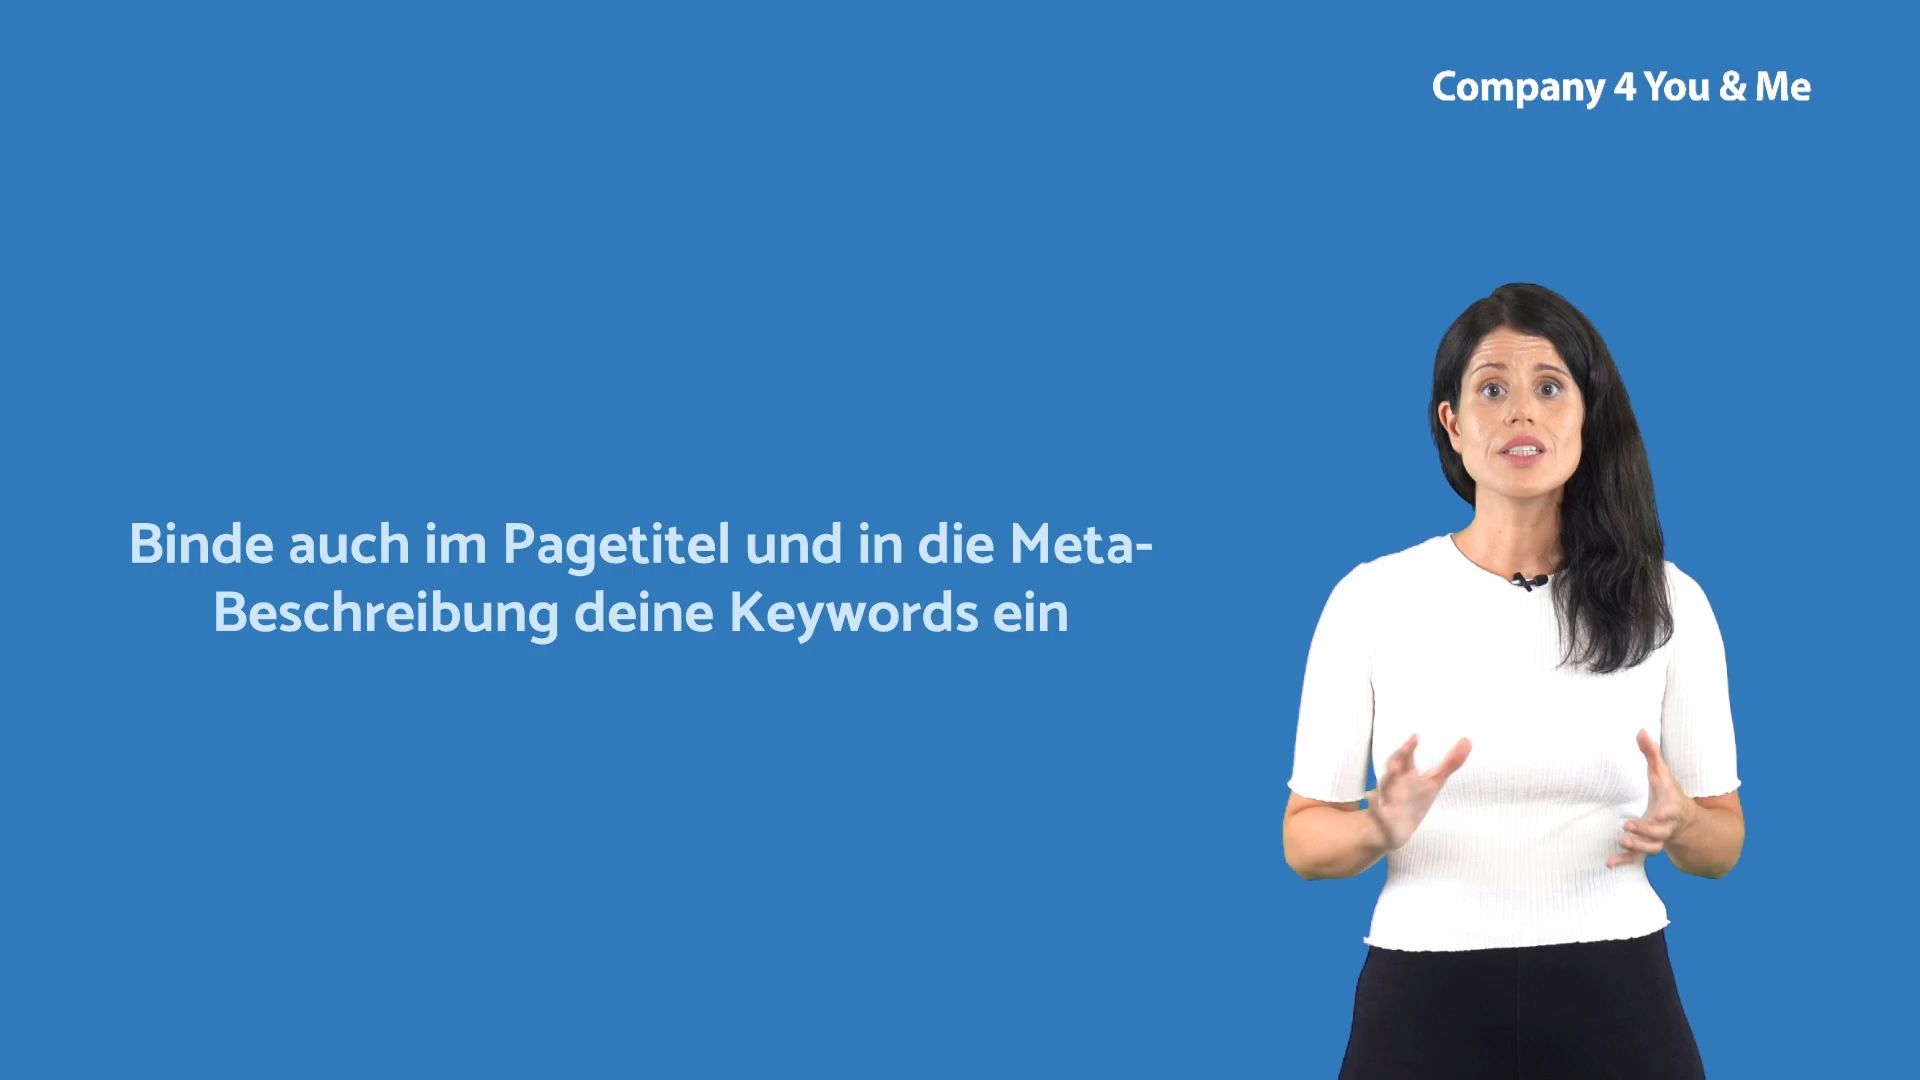 Company 4 You & Me
Binde auch im Pagetitel und in die Meta-
Beschreibung deine Keywords ein